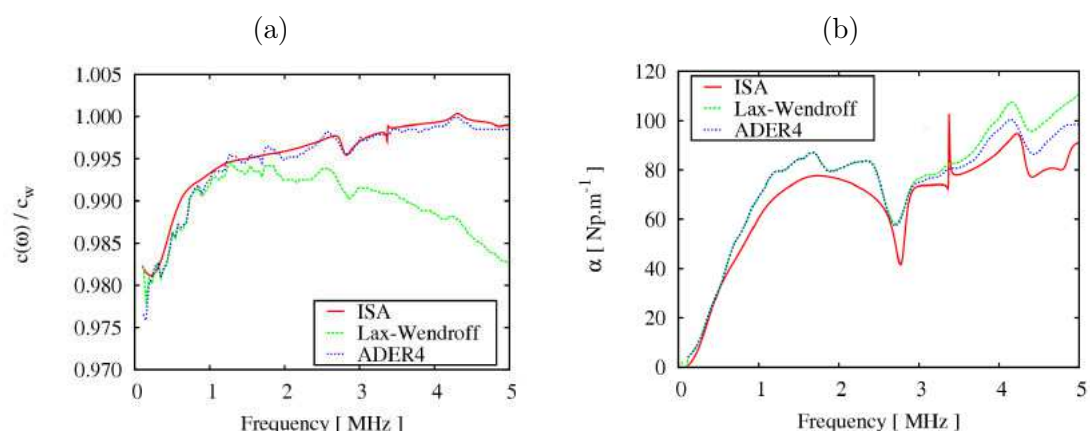 (a)
1.005
1.000
0.995
0.990
0.985
0.980
0.975
0.970
c(ω) / c_w
ISA
Lax-Wendroff
ADER4
0 1 2 3 4 5
Frequency [ MHz ]
(b)
120
100
80
60
40
20
0
α [ Np.m⁻¹ ]
ISA
Lax-Wendroff
ADER4
0 1 2 3 4 5
Frequency [ MHz ]